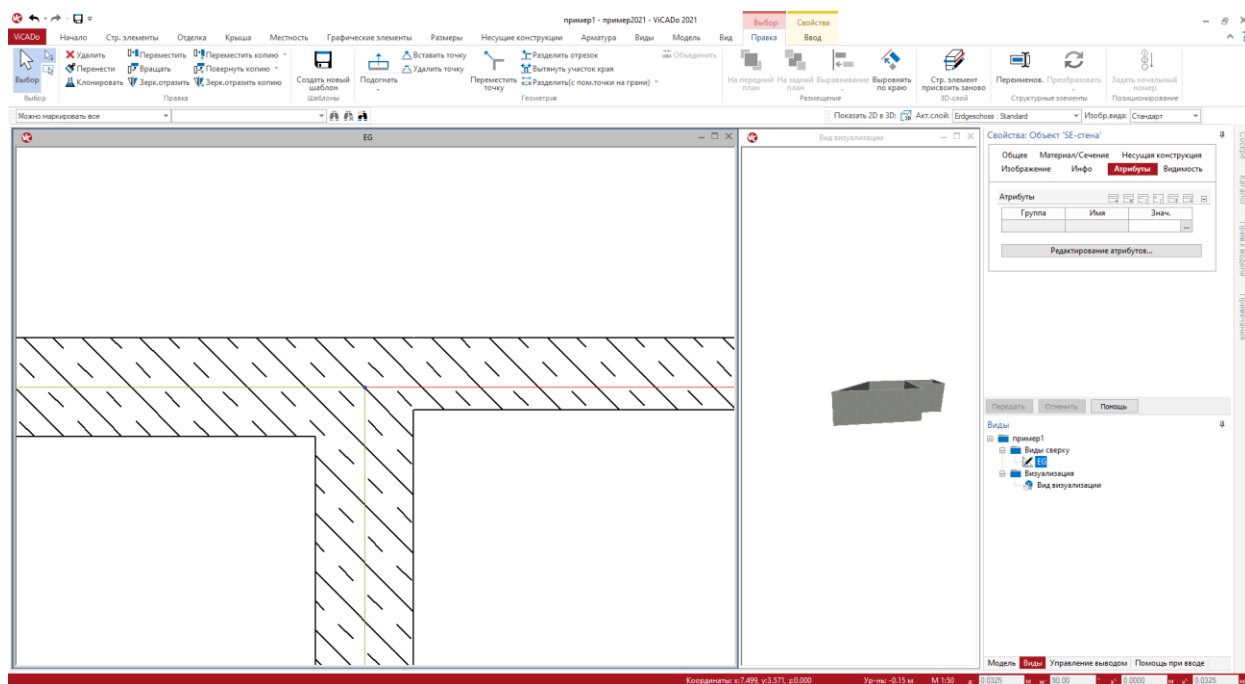 пример1 - пример2021 - ViCADo 2021
Выбор Свойства
ViCADo Начало Стр. элементы Отделка Крыша Местность Графические элементы Размеры Несущие конструкции Арматура Виды Модель Вид Правка Ввод
Удалить Переместить Переместить копию Вставить точку Разделить отрезок Объединить
Перенести Вращать Повернуть копию Удалить точку Вытянуть участок края
Клонировать Зерк.отразить Зерк.отразить копию Разделить(с пом.точки на грани)
Выбор Создать новый шаблон Подогнать Переместить точку На передний план На задний план Выравнивание Выровнять по краю Стр. элемент присвоить заново Переименов. Преобразовать Задать начальный номер
Выбор Правка Шаблоны Геометрия Размещение 3D-слой Структурные элементы Позиционирование
Можно маркировать все Показать 2D в 3D: Акт.слой: Erdgeschoss : Standard Изобр.вида: Стандарт
EG
Вид визуализации
Свойства: Объект 'SE-стена'
Общее Материал/Сечение Несущая конструкция
Изображение Инфо Атрибуты Видимость
Атрибуты
Группа Имя Знач.
...
Редактирование атрибутов...
Передать Отменить Помощь
Виды
пример1
Виды сверху
EG
Визуализация
Вид визуализации
Модель Виды Управление выводом Помощь при вводе
Cockpit
Каталог
Прим к модели
Примечания
Координаты: x:7.499, y:3.571, z:0.000 Ур-нь: -0.15 м М 1:50 0.0325 м 90.00 ° 0.0000 м 0.0325 м